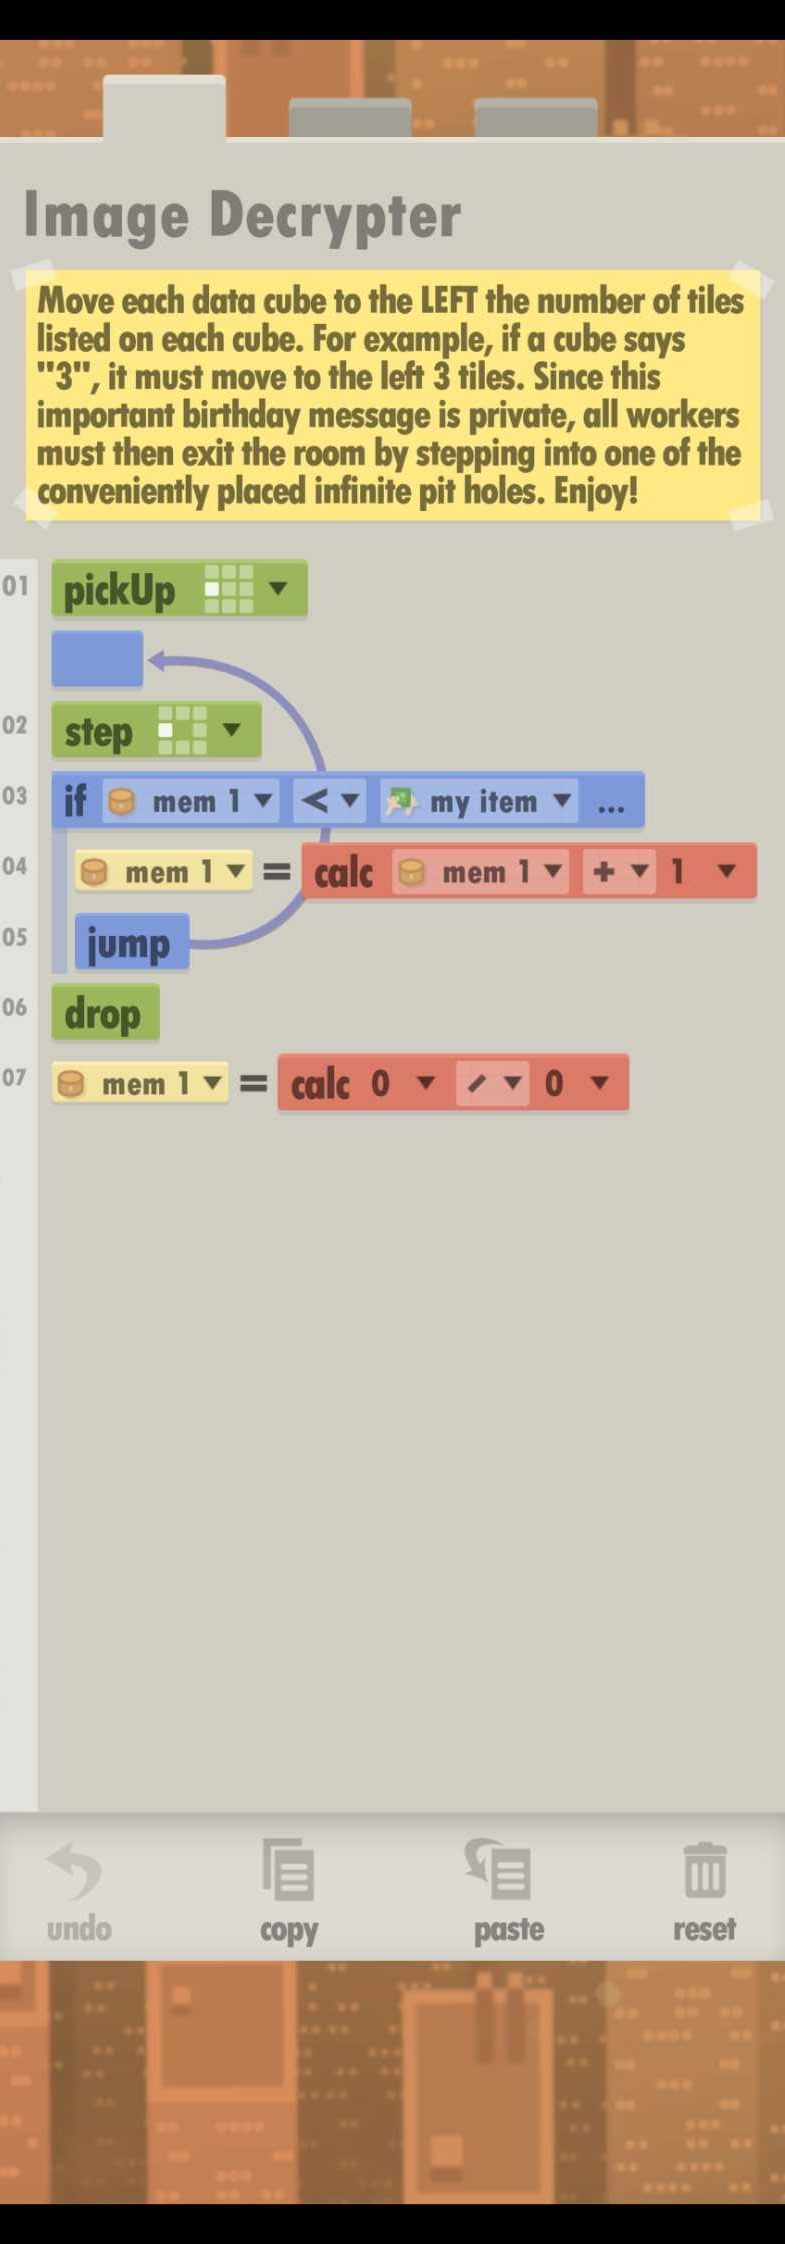 Image Decrypter
Move each data cube to the LEFT the number of tiles
listed on each cube. For example, if a cube says
"3", it must move to the left 3 tiles. Since this
important birthday message is private, all workers
must then exit the room by stepping into one of the
conveniently placed infinite pit holes. Enjoy!
01 pickUp
02 step
03 if mem 1 < my item ...
04 mem 1 = calc mem 1 + 1
05 jump
06 drop
07 mem 1 = calc 0 / 0
undo copy paste reset